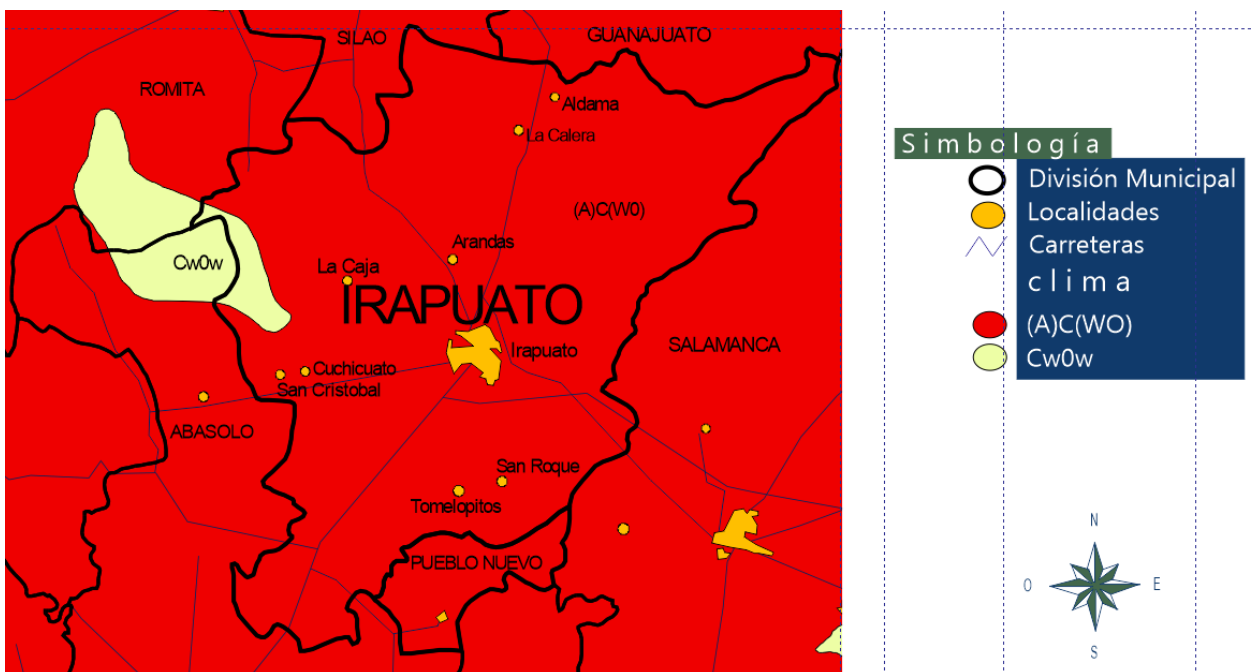 SILAO
GUANAJUATO
ROMITA
Aldama
La Calera
(A)C(W0)
Arandas
Cw0w
La Caja
IRAPUATO
Irapuato
SALAMANCA
Cuchicuato
San Cristobal
ABASOLO
San Roque
Tomelopitos
PUEBLO NUEVO
Simbología
División Municipal
Localidades
Carreteras
clima
(A)C(WO)
Cw0w
N
O
E
S